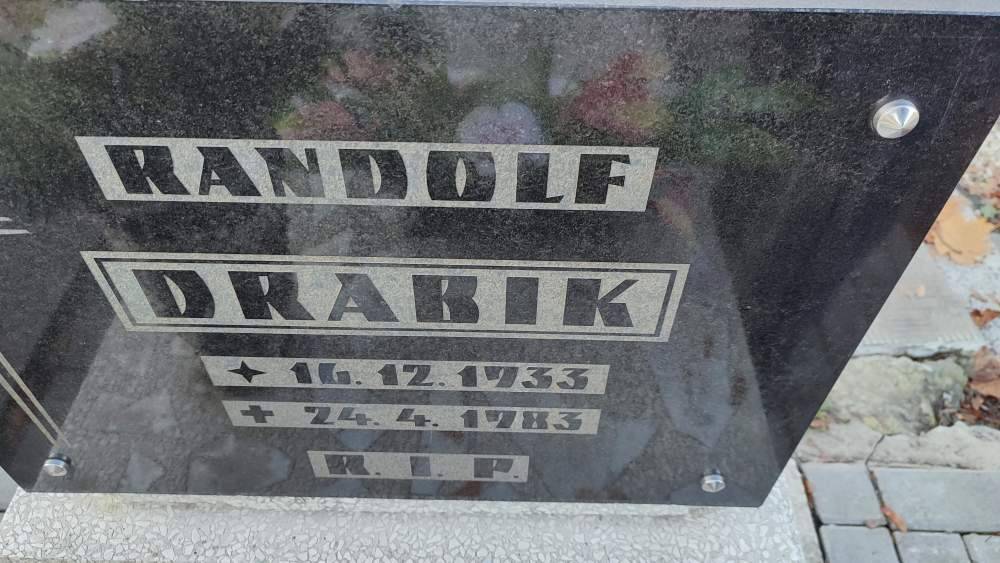 RANDOLF
DRABIK
✦ 16. 12. 1933
✝ 24. 4. 1983
R. I. P.